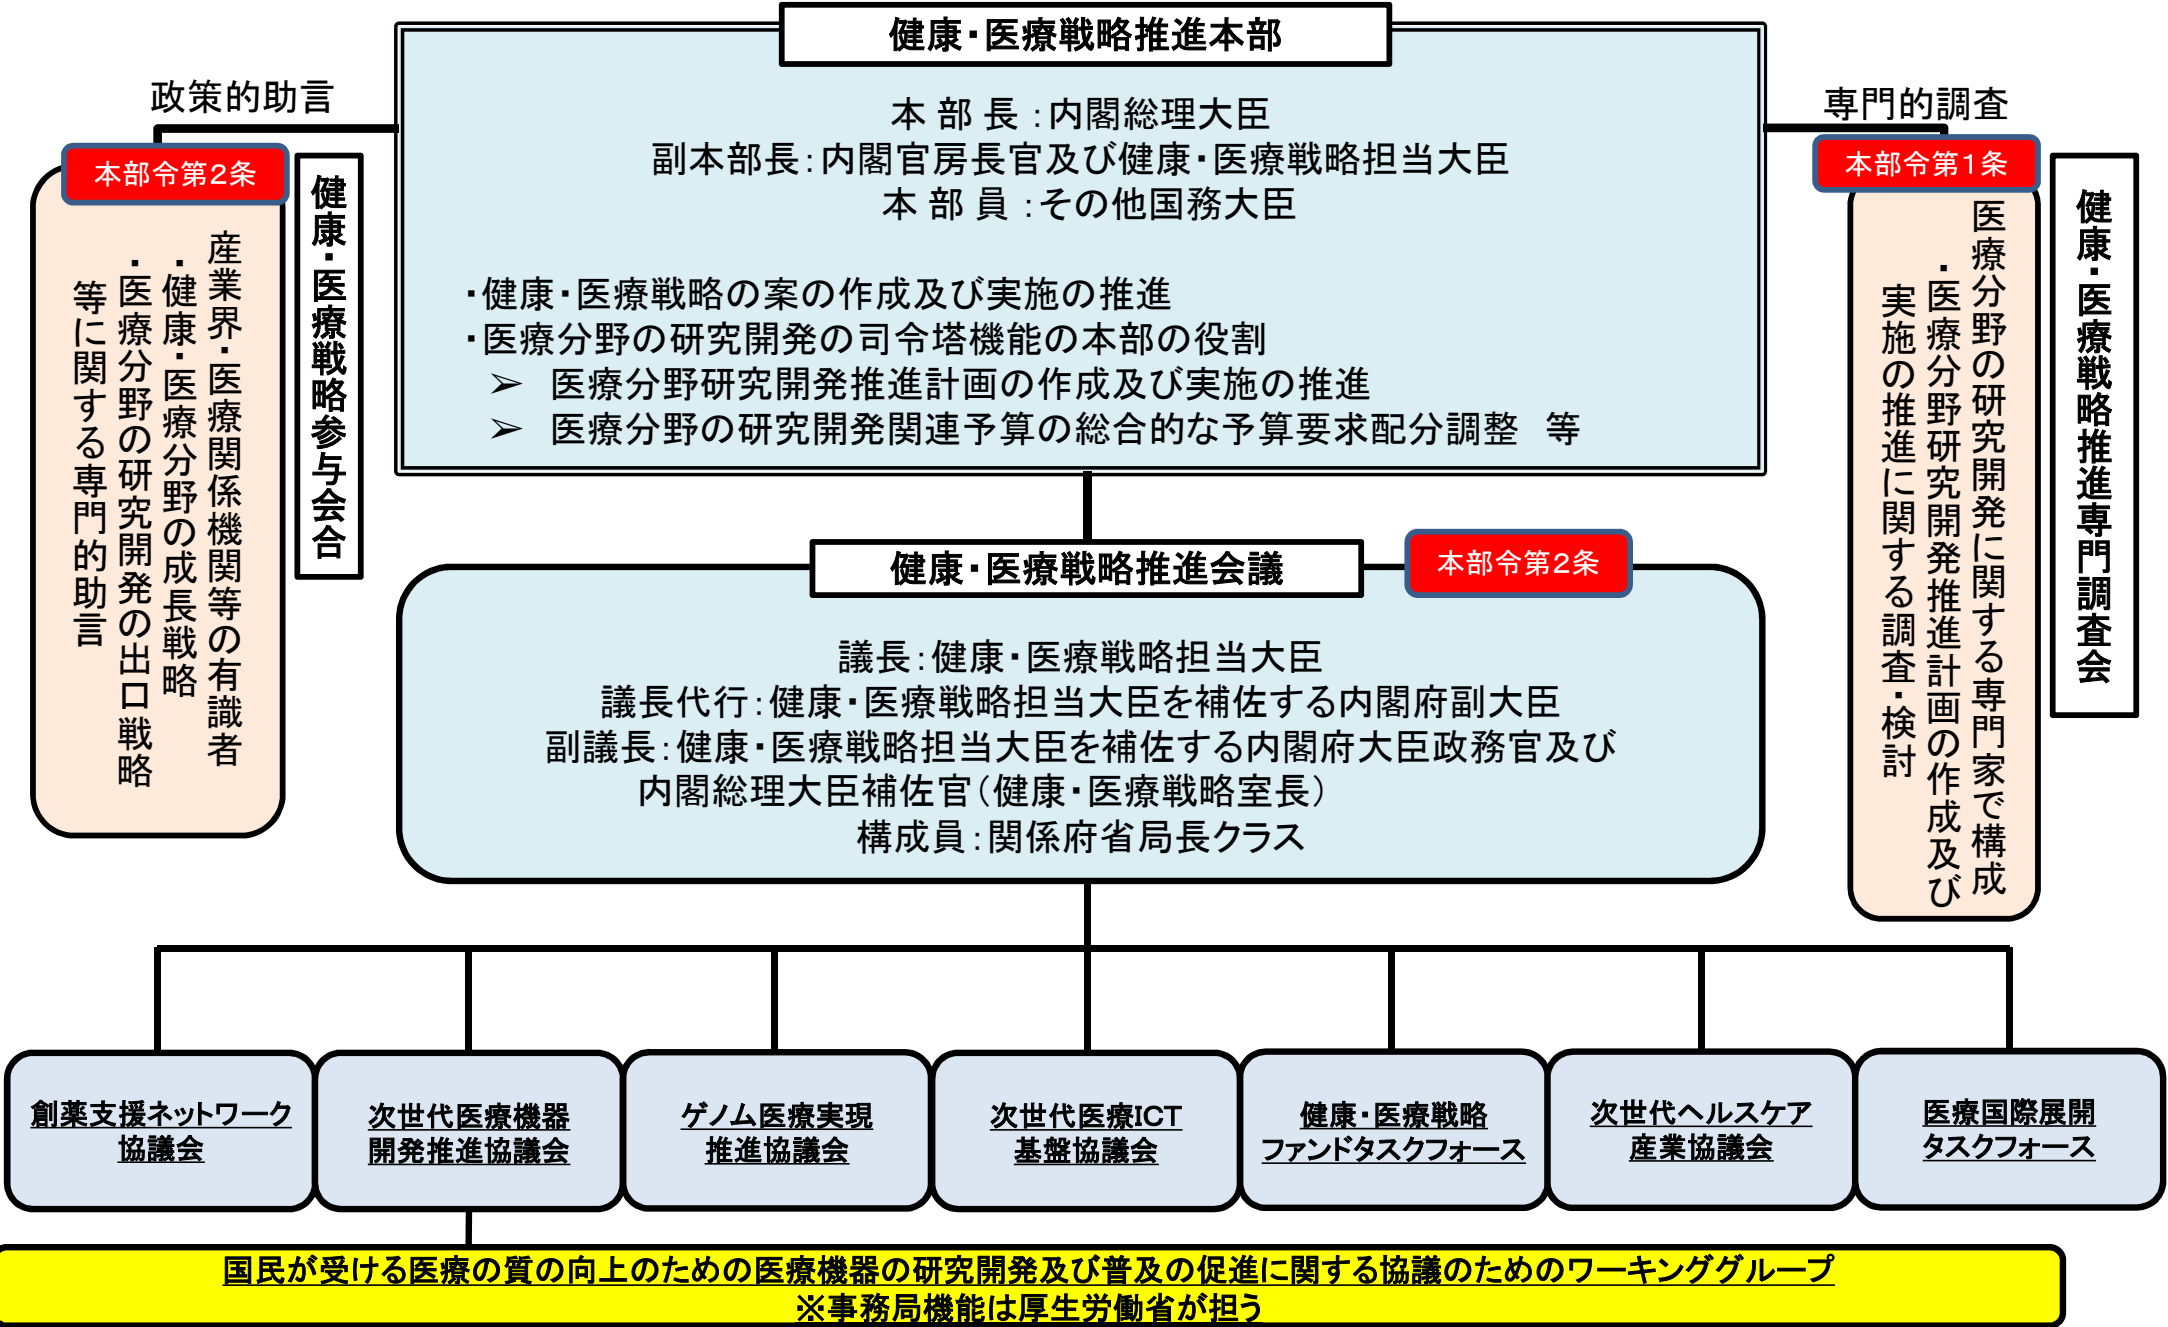 健康・医療戦略推進本部
本 部 長 ：内閣総理大臣
副本部長：内閣官房長官及び健康・医療戦略担当大臣
本 部 員 ：その他国務大臣
・健康・医療戦略の案の作成及び実施の推進
・医療分野の研究開発の司令塔機能の本部の役割
➢ 医療分野研究開発推進計画の作成及び実施の推進
➢ 医療分野の研究開発関連予算の総合的な予算要求配分調整　等
政策的助言
本部令第2条
健康・医療戦略参与会合
産業界・医療関係機関等の有識者
・健康・医療分野の成長戦略
・医療分野の研究開発の出口戦略
等に関する専門的助言
専門的調査
本部令第1条
健康・医療戦略推進専門調査会
医療分野の研究開発に関する専門家で構成
・医療分野研究開発推進計画の作成及び
実施の推進に関する調査・検討
健康・医療戦略推進会議
本部令第2条
議長：健康・医療戦略担当大臣
議長代行：健康・医療戦略担当大臣を補佐する内閣府副大臣
副議長：健康・医療戦略担当大臣を補佐する内閣府大臣政務官及び
内閣総理大臣補佐官（健康・医療戦略室長）
構成員：関係府省局長クラス
創薬支援ネットワーク
協議会
次世代医療機器
開発推進協議会
ゲノム医療実現
推進協議会
次世代医療ICT
基盤協議会
健康・医療戦略
ファンドタスクフォース
次世代ヘルスケア
産業協議会
医療国際展開
タスクフォース
国民が受ける医療の質の向上のための医療機器の研究開発及び普及の促進に関する協議のためのワーキンググループ
※事務局機能は厚生労働省が担う